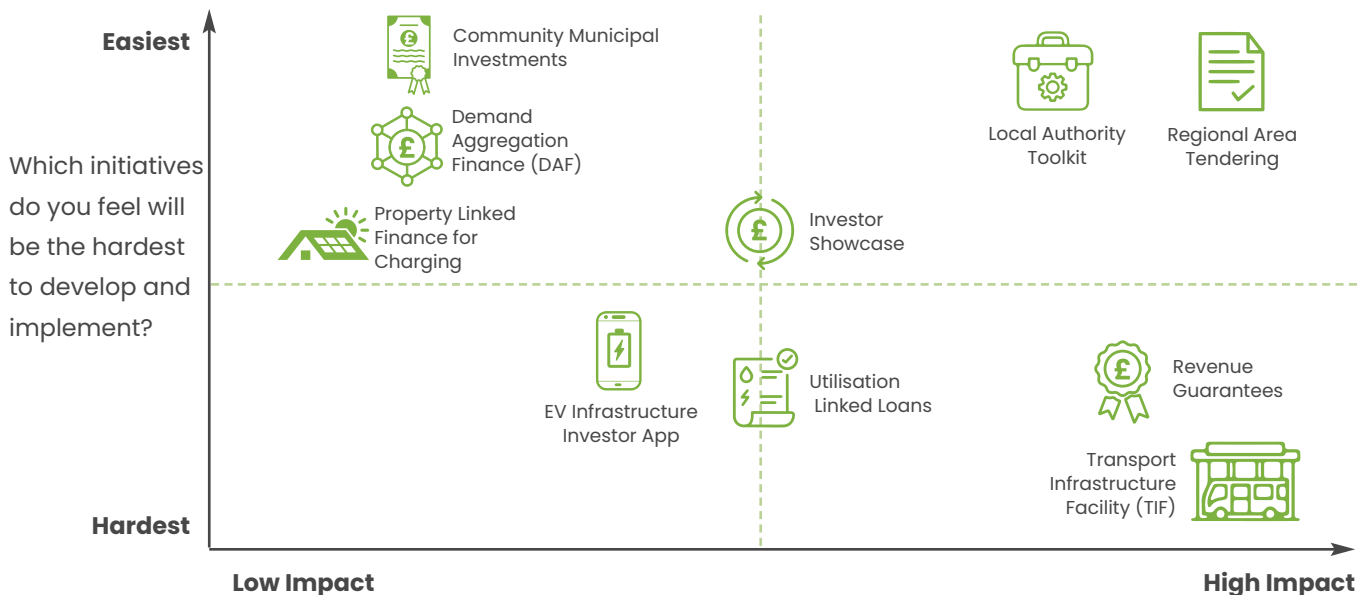 Easiest
Community Municipal
Investments
Demand
Aggregation
Finance (DAF)
Local Authority
Toolkit
Regional Area
Tendering
Which initiatives
do you feel will
be the hardest
to develop and
implement?
Property Linked
Finance for
Charging
Investor
Showcase
EV Infrastructure
Investor App
Utilisation
Linked Loans
Revenue
Guarantees
Transport
Infrastructure
Facility (TIF)
Hardest
Low Impact
High Impact
£
£
£
£